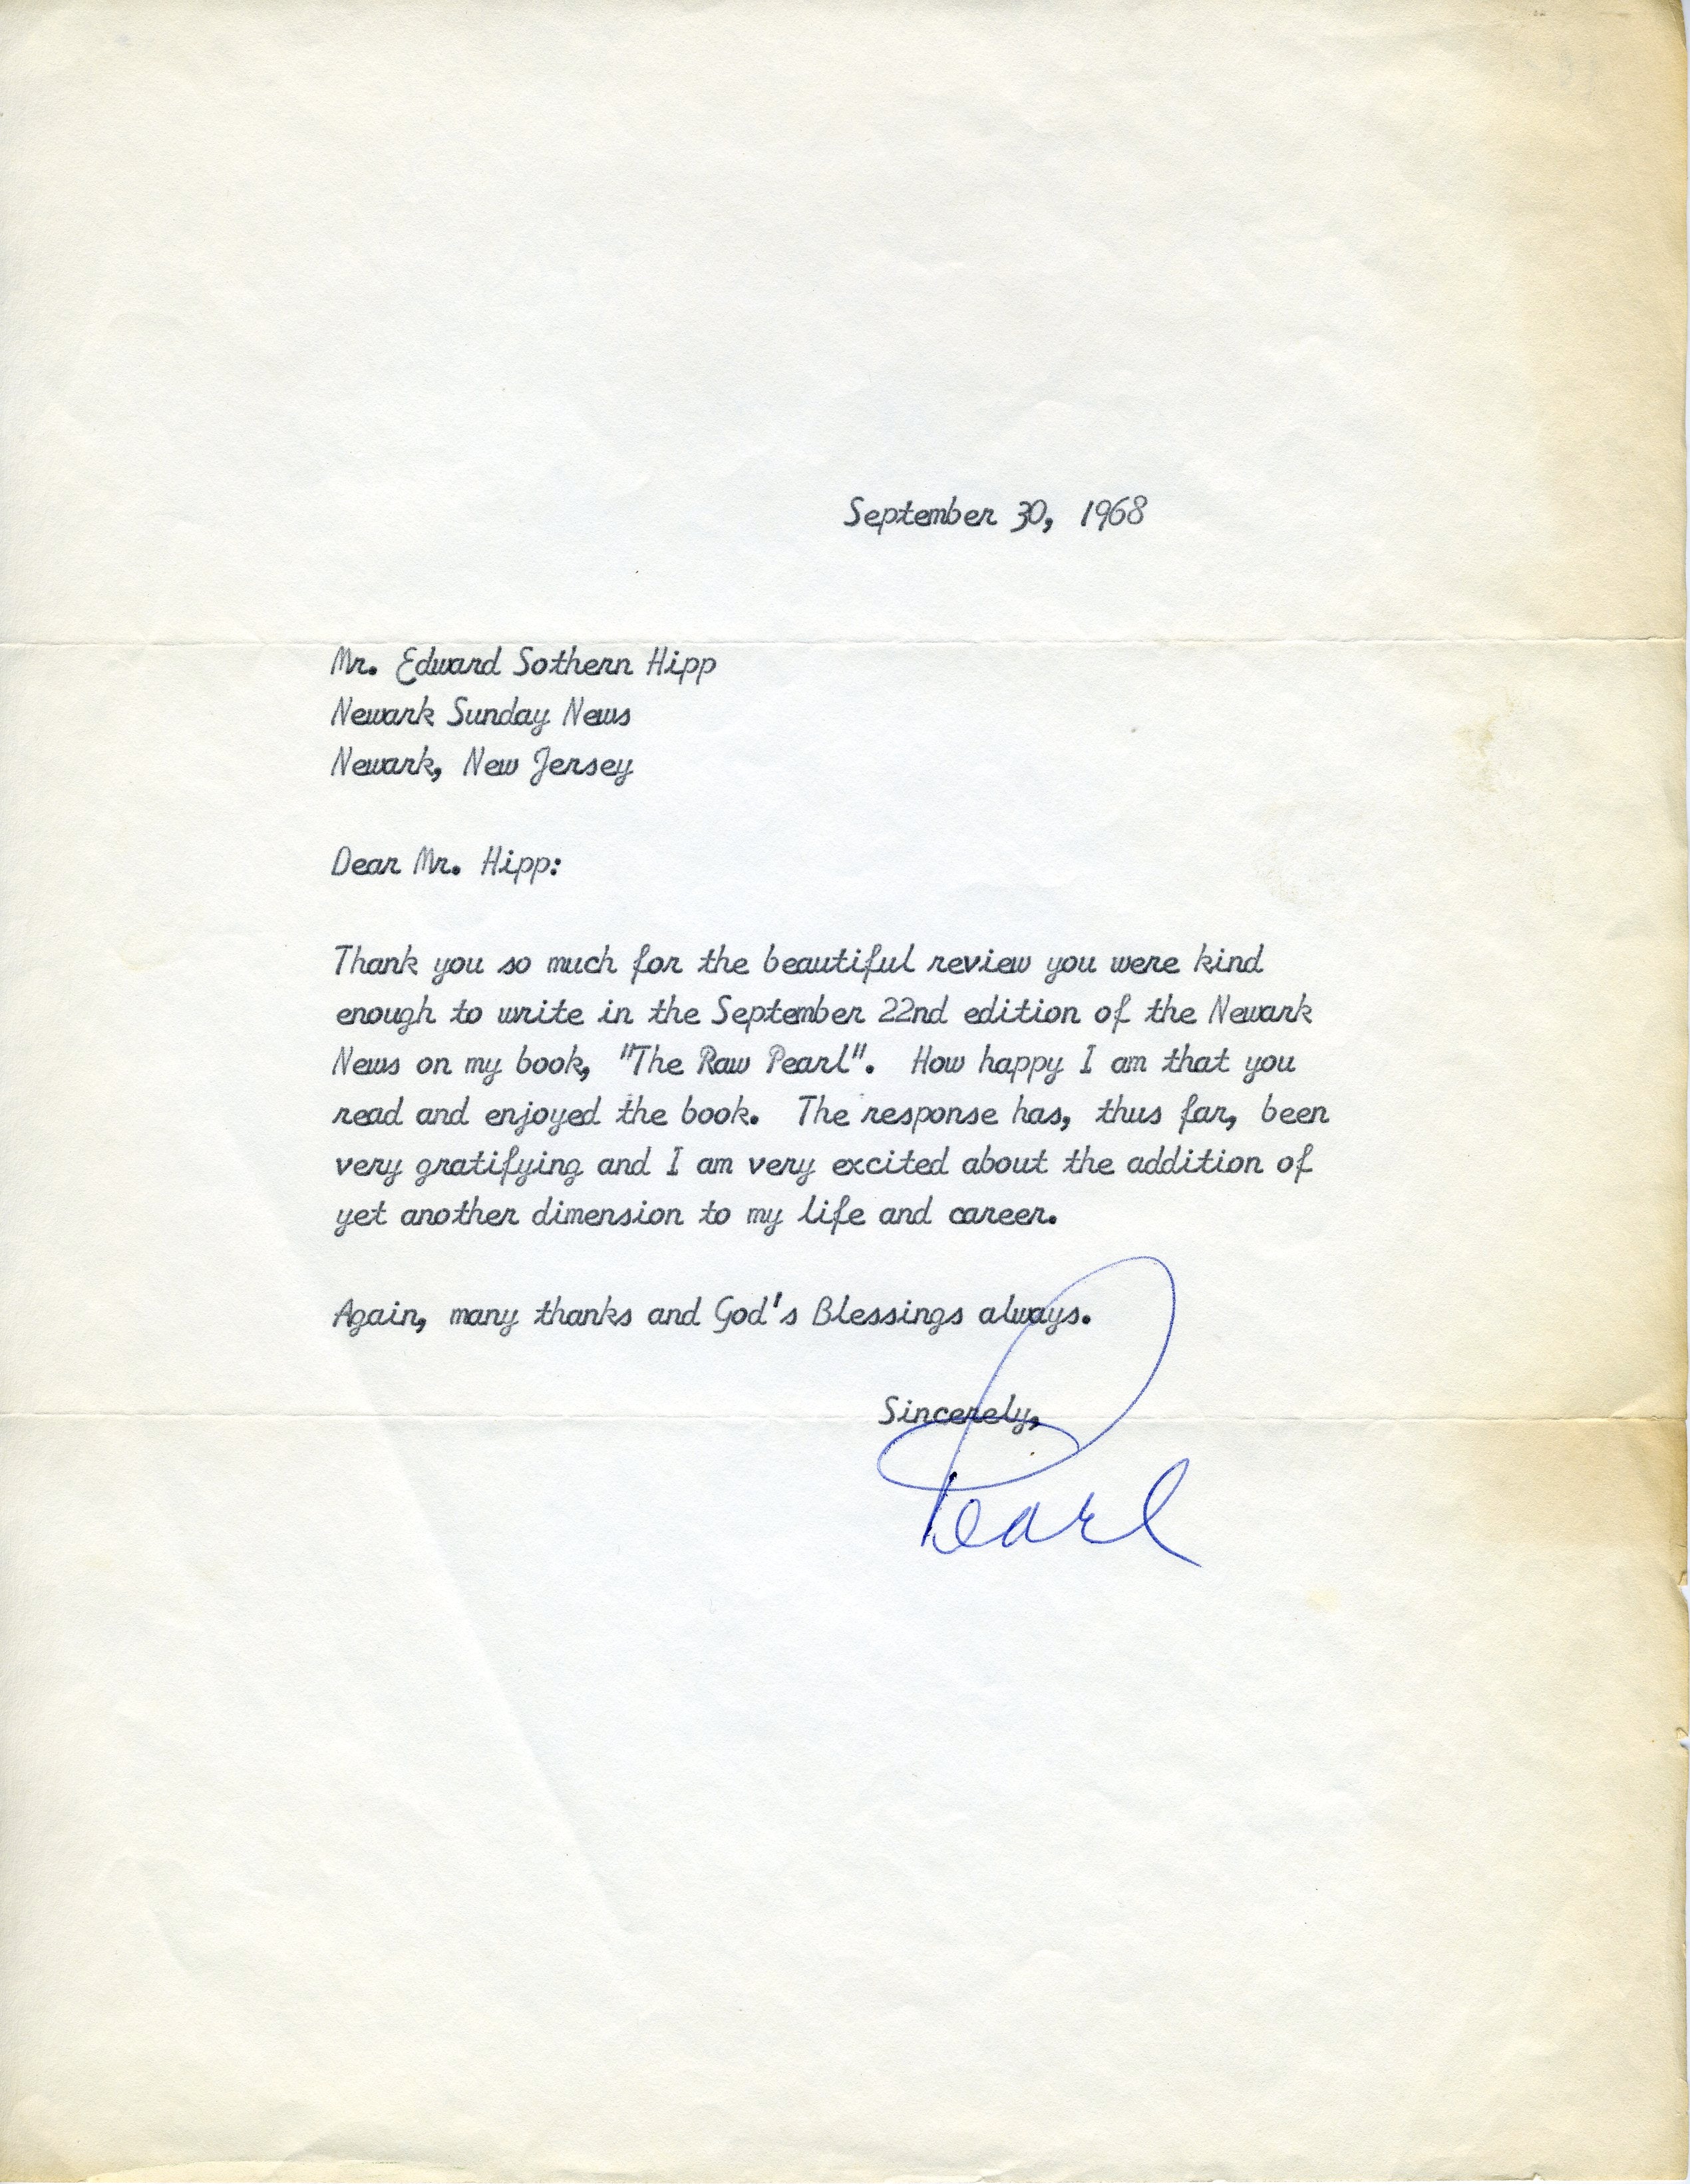 September 30, 1968
Mr. Edward Sothern Hipp
Newark Sunday News
Newark, New Jersey
Dear Mr. Hipp:
Thank you so much for the beautiful review you were kind
enough to write in the September 22nd edition of the Newark
News on my book, "The Raw Pearl". How happy I am that you
read and enjoyed the book. The response has, thus far, been
very gratifying and I am very excited about the addition of
yet another dimension to my life and career.
Again, many thanks and God's Blessings always.
Sincerely,
Pearl